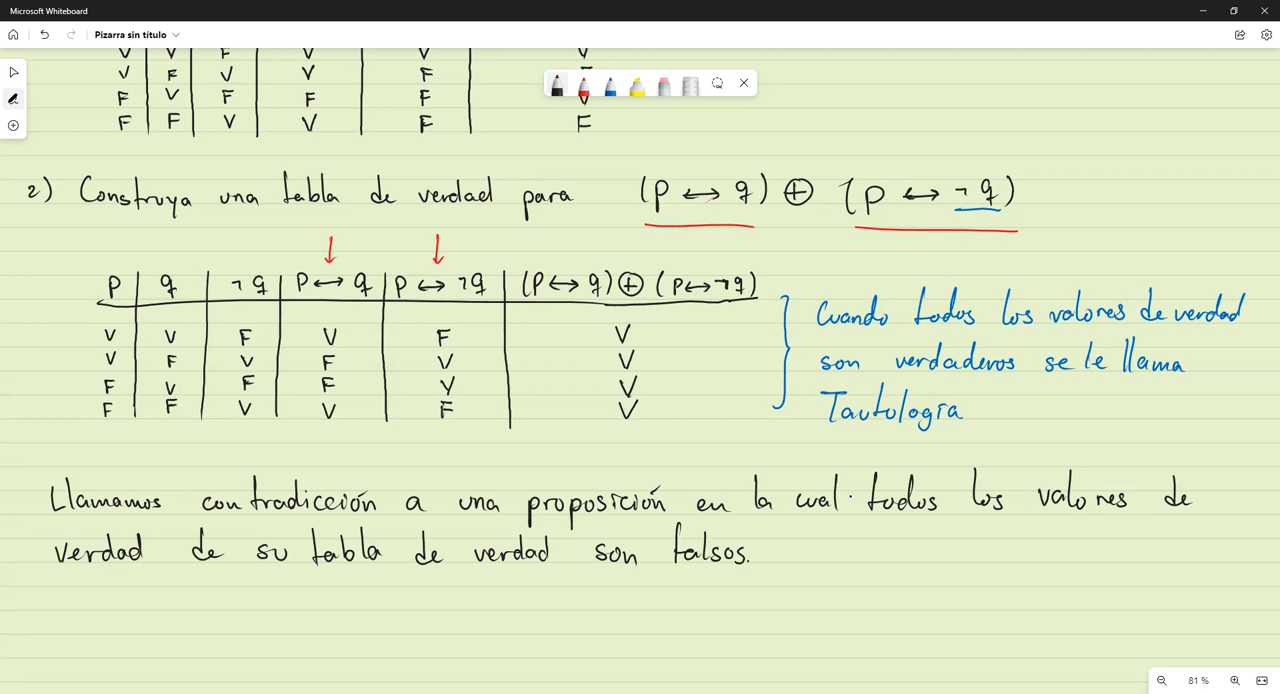 Microsoft Whiteboard
Pizarra sin título
V V F V V V
V F V V F
F V F F F V
F F V V F F
2) Construya una tabla de verdad para (p ↔ q) ⊕ (p ↔ ¬q)
p q ¬q p ↔ q p ↔ ¬q (p ↔ q) ⊕ (p ↔ ¬q)
V V F V F V
V F V F V V
F V F F V V
F F V V F V
Cuando todos los valores de verdad
son verdaderos se le llama
Tautología
Llamamos contradicción a una proposición en la cual todos los valores de
verdad de su tabla de verdad son falsos.
81 %